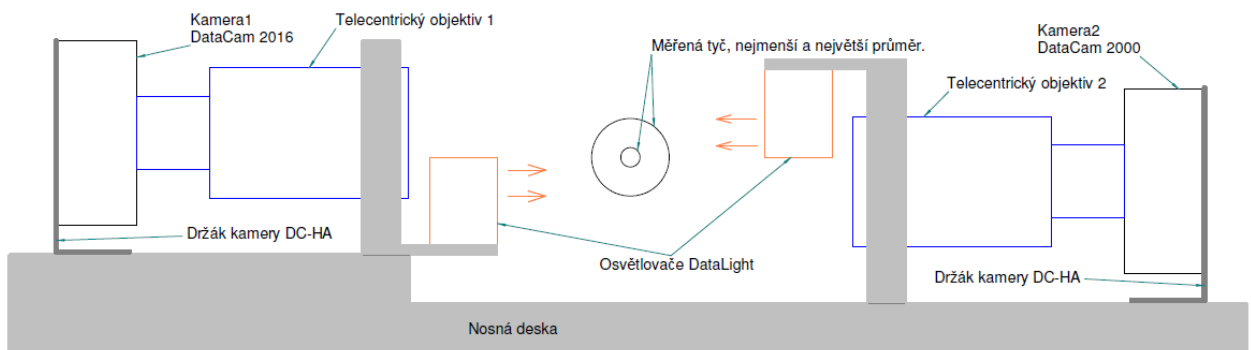 Kamera1
DataCam 2016
Telecentrický objektiv 1
Měřená tyč, nejmenší a největší průměr.
Kamera2
DataCam 2000
Telecentrický objektiv 2
Držák kamery DC-HA
Osvětlovače DataLight
Držák kamery DC-HA
Nosná deska